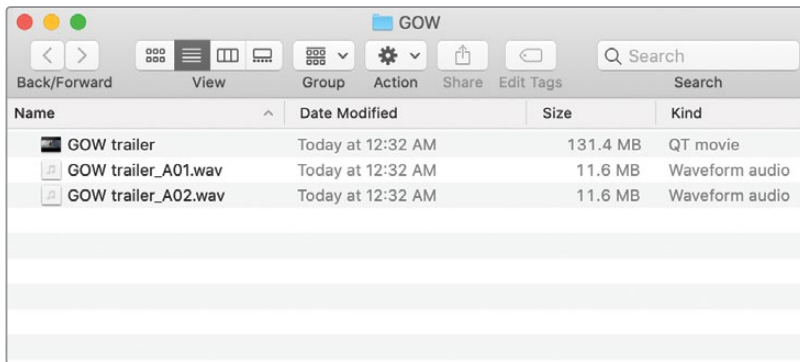 GOW
Search
Back/Forward View Group Action Share Edit Tags Search
Name Date Modified Size Kind
GOW trailer Today at 12:32 AM 131.4 MB QT movie
GOW trailer_A01.wav Today at 12:32 AM 11.6 MB Waveform audio
GOW trailer_A02.wav Today at 12:32 AM 11.6 MB Waveform audio